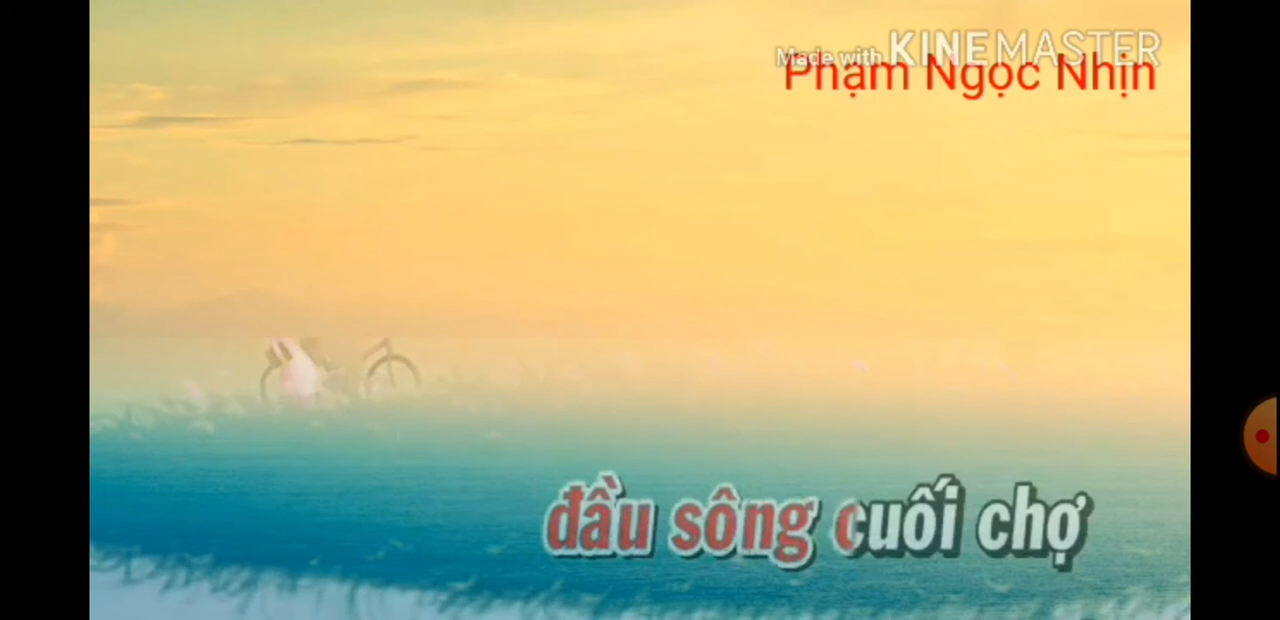 Made with KINEMASTER
Phạm Ngọc Nhịn
đầu sông cuối chợ